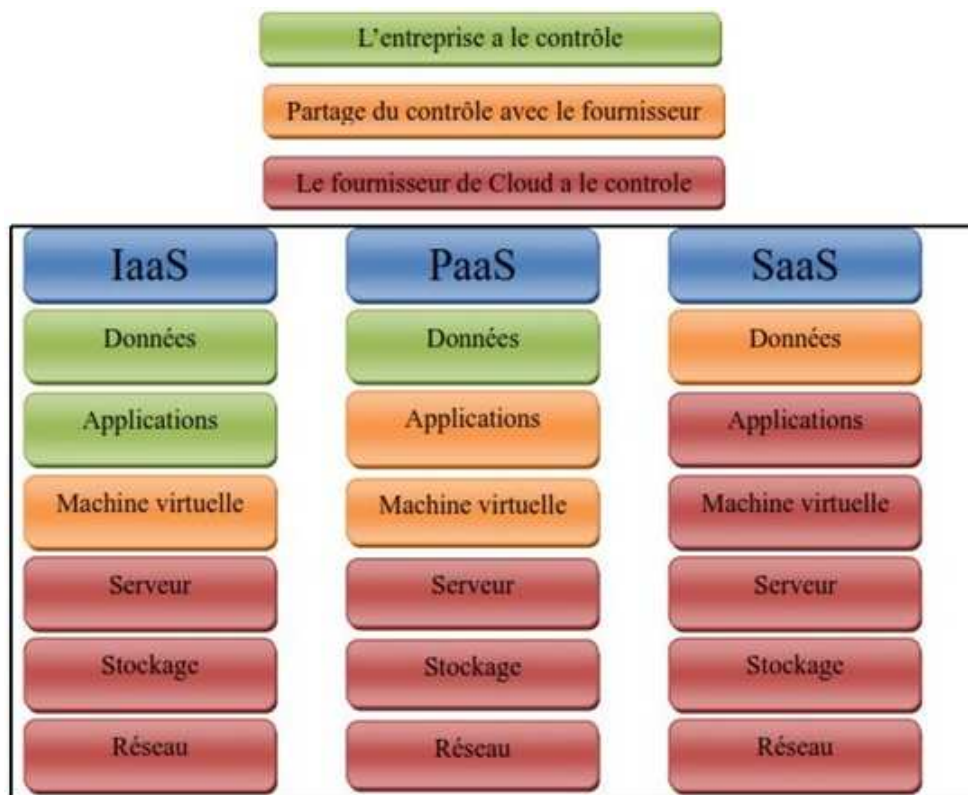 L'entreprise a le contrôle
Partage du contrôle avec le fournisseur
Le fournisseur de Cloud a le controle
IaaS PaaS SaaS
Données Données Données
Applications Applications Applications
Machine virtuelle Machine virtuelle Machine virtuelle
Serveur Serveur Serveur
Stockage Stockage Stockage
Réseau Réseau Réseau